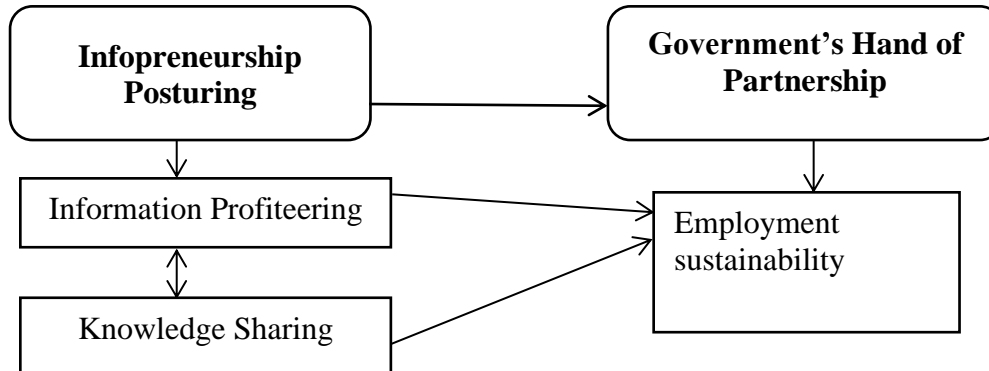 Infopreneurship
Posturing
Government’s Hand of
Partnership
Information Profiteering
Employment
sustainability
Knowledge Sharing